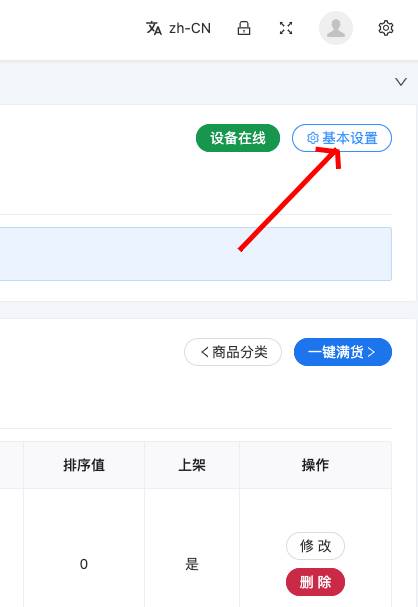 zh-CN
设备在线 基本设置
商品分类 一键满货
排序值 上架 操作
0 是 修 改
删 除